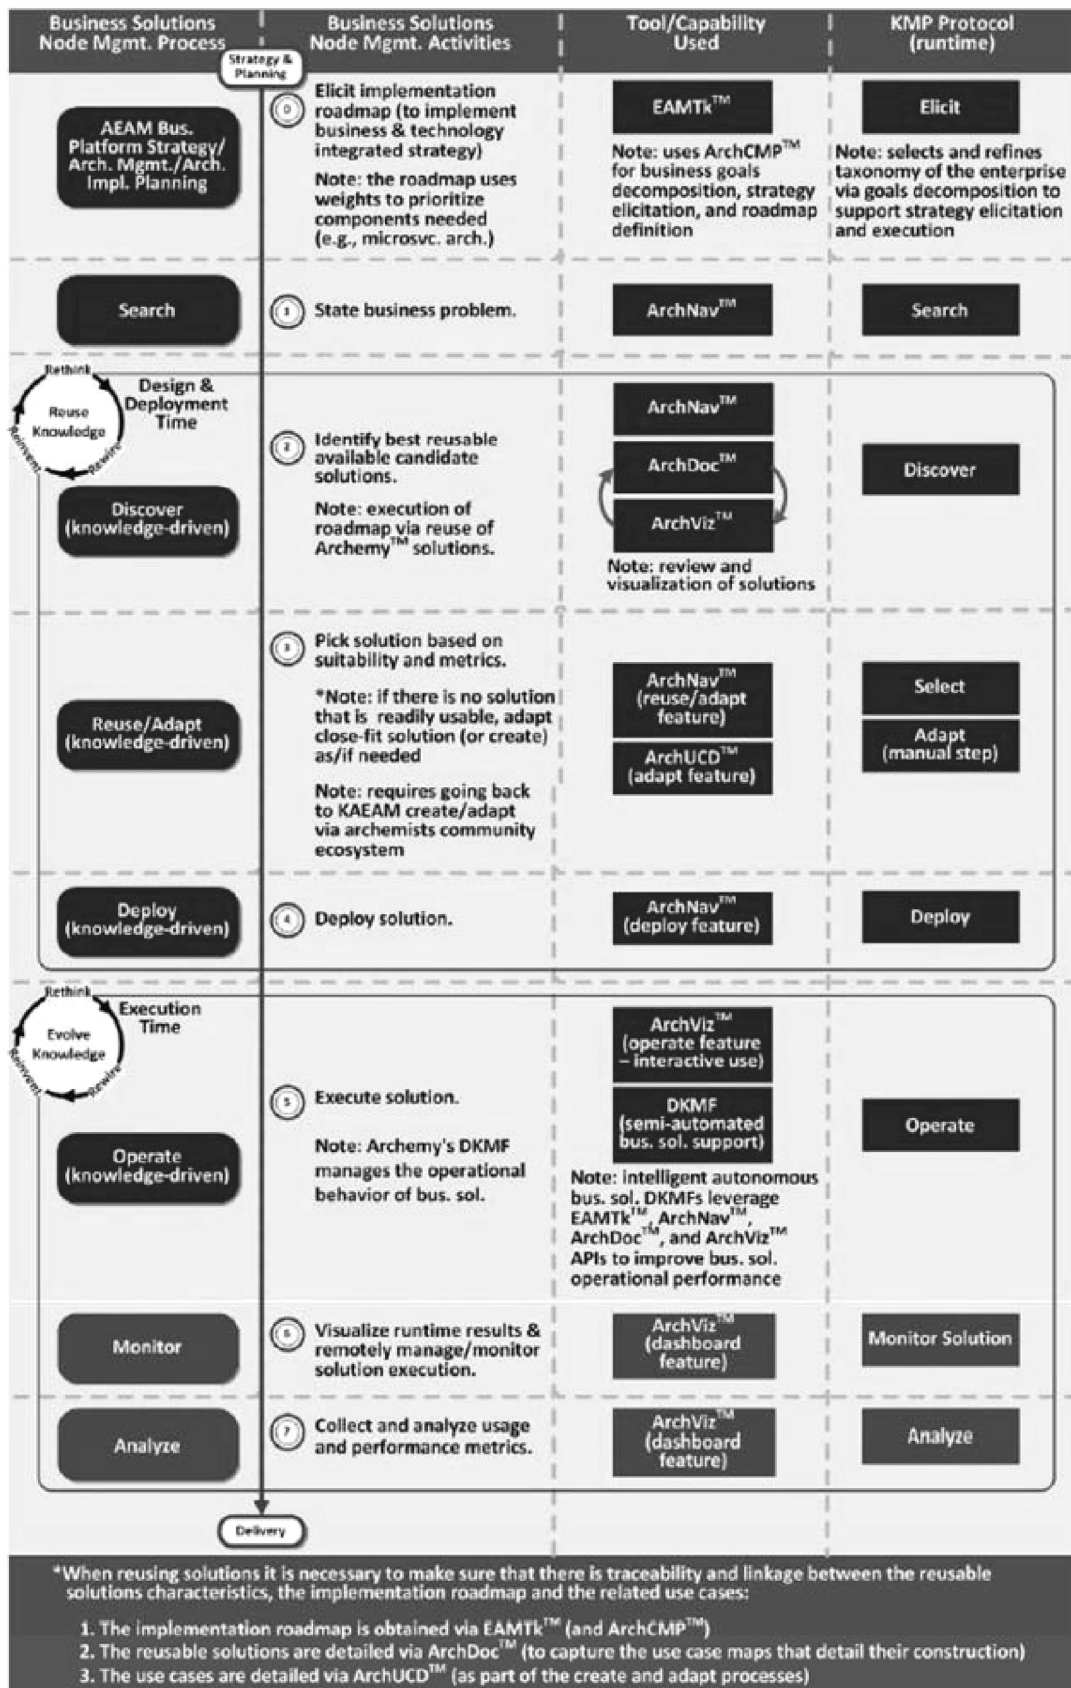 Business Solutions
Node Mgmt. Process
Business Solutions
Node Mgmt. Activities
Tool/Capability
Used
KMP Protocol
(runtime)
Strategy &
Planning
AEAM Bus.
Platform Strategy/
Arch. Mgmt./Arch.
Impl. Planning
0
Elicit implementation
roadmap (to implement
business & technology
integrated strategy)
Note: the roadmap uses
weights to prioritize
components needed
(e.g., microsvc. arch.)
EAMTk™
Note: uses ArchCMP™
for business goals
decomposition, strategy
elicitation, and roadmap
definition
Elicit
Note: selects and refines
taxonomy of the enterprise
via goals decomposition to
support strategy elicitation
and execution
Search
1
State business problem.
ArchNav™
Search
Rethink
Reuse
Knowledge
Reinvent
Rewire
Design &
Deployment
Time
Discover
(knowledge-driven)
2
Identify best reusable
available candidate
solutions.
Note: execution of
roadmap via reuse of
Archemy™ solutions.
ArchNav™
ArchDoc™
ArchViz™
Note: review and
visualization of solutions
Discover
Reuse/Adapt
(knowledge-driven)
3
Pick solution based on
suitability and metrics.
*Note: if there is no solution
that is readily usable, adapt
close-fit solution (or create)
as/if needed
Note: requires going back
to KAEAM create/adapt
via archemists community
ecosystem
ArchNav™
(reuse/adapt
feature)
ArchUCD™
(adapt feature)
Select
Adapt
(manual step)
Deploy
(knowledge-driven)
4
Deploy solution.
ArchNav™
(deploy feature)
Deploy
Rethink
Evolve
Knowledge
Reinvent
Rewire
Execution
Time
Operate
(knowledge-driven)
5
Execute solution.
Note: Archemy's DKMF
manages the operational
behavior of bus. sol.
ArchViz™
(operate feature
– interactive use)
DKMF
(semi-automated
bus. sol. support)
Note: intelligent autonomous
bus. sol. DKMFs leverage
EAMTk™, ArchNav™,
ArchDoc™, and ArchViz™
APIs to improve bus. sol.
operational performance
Operate
Monitor
6
Visualize runtime results &
remotely manage/monitor
solution execution.
ArchViz™
(dashboard
feature)
Monitor Solution
Analyze
7
Collect and analyze usage
and performance metrics.
ArchViz™
(dashboard
feature)
Analyze
Delivery
*When reusing solutions it is necessary to make sure that there is traceability and linkage between the reusable
solutions characteristics, the implementation roadmap and the related use cases:
1. The implementation roadmap is obtained via EAMTk™ (and ArchCMP™)
2. The reusable solutions are detailed via ArchDoc™ (to capture the use case maps that detail their construction)
3. The use cases are detailed via ArchUCD™ (as part of the create and adapt processes)